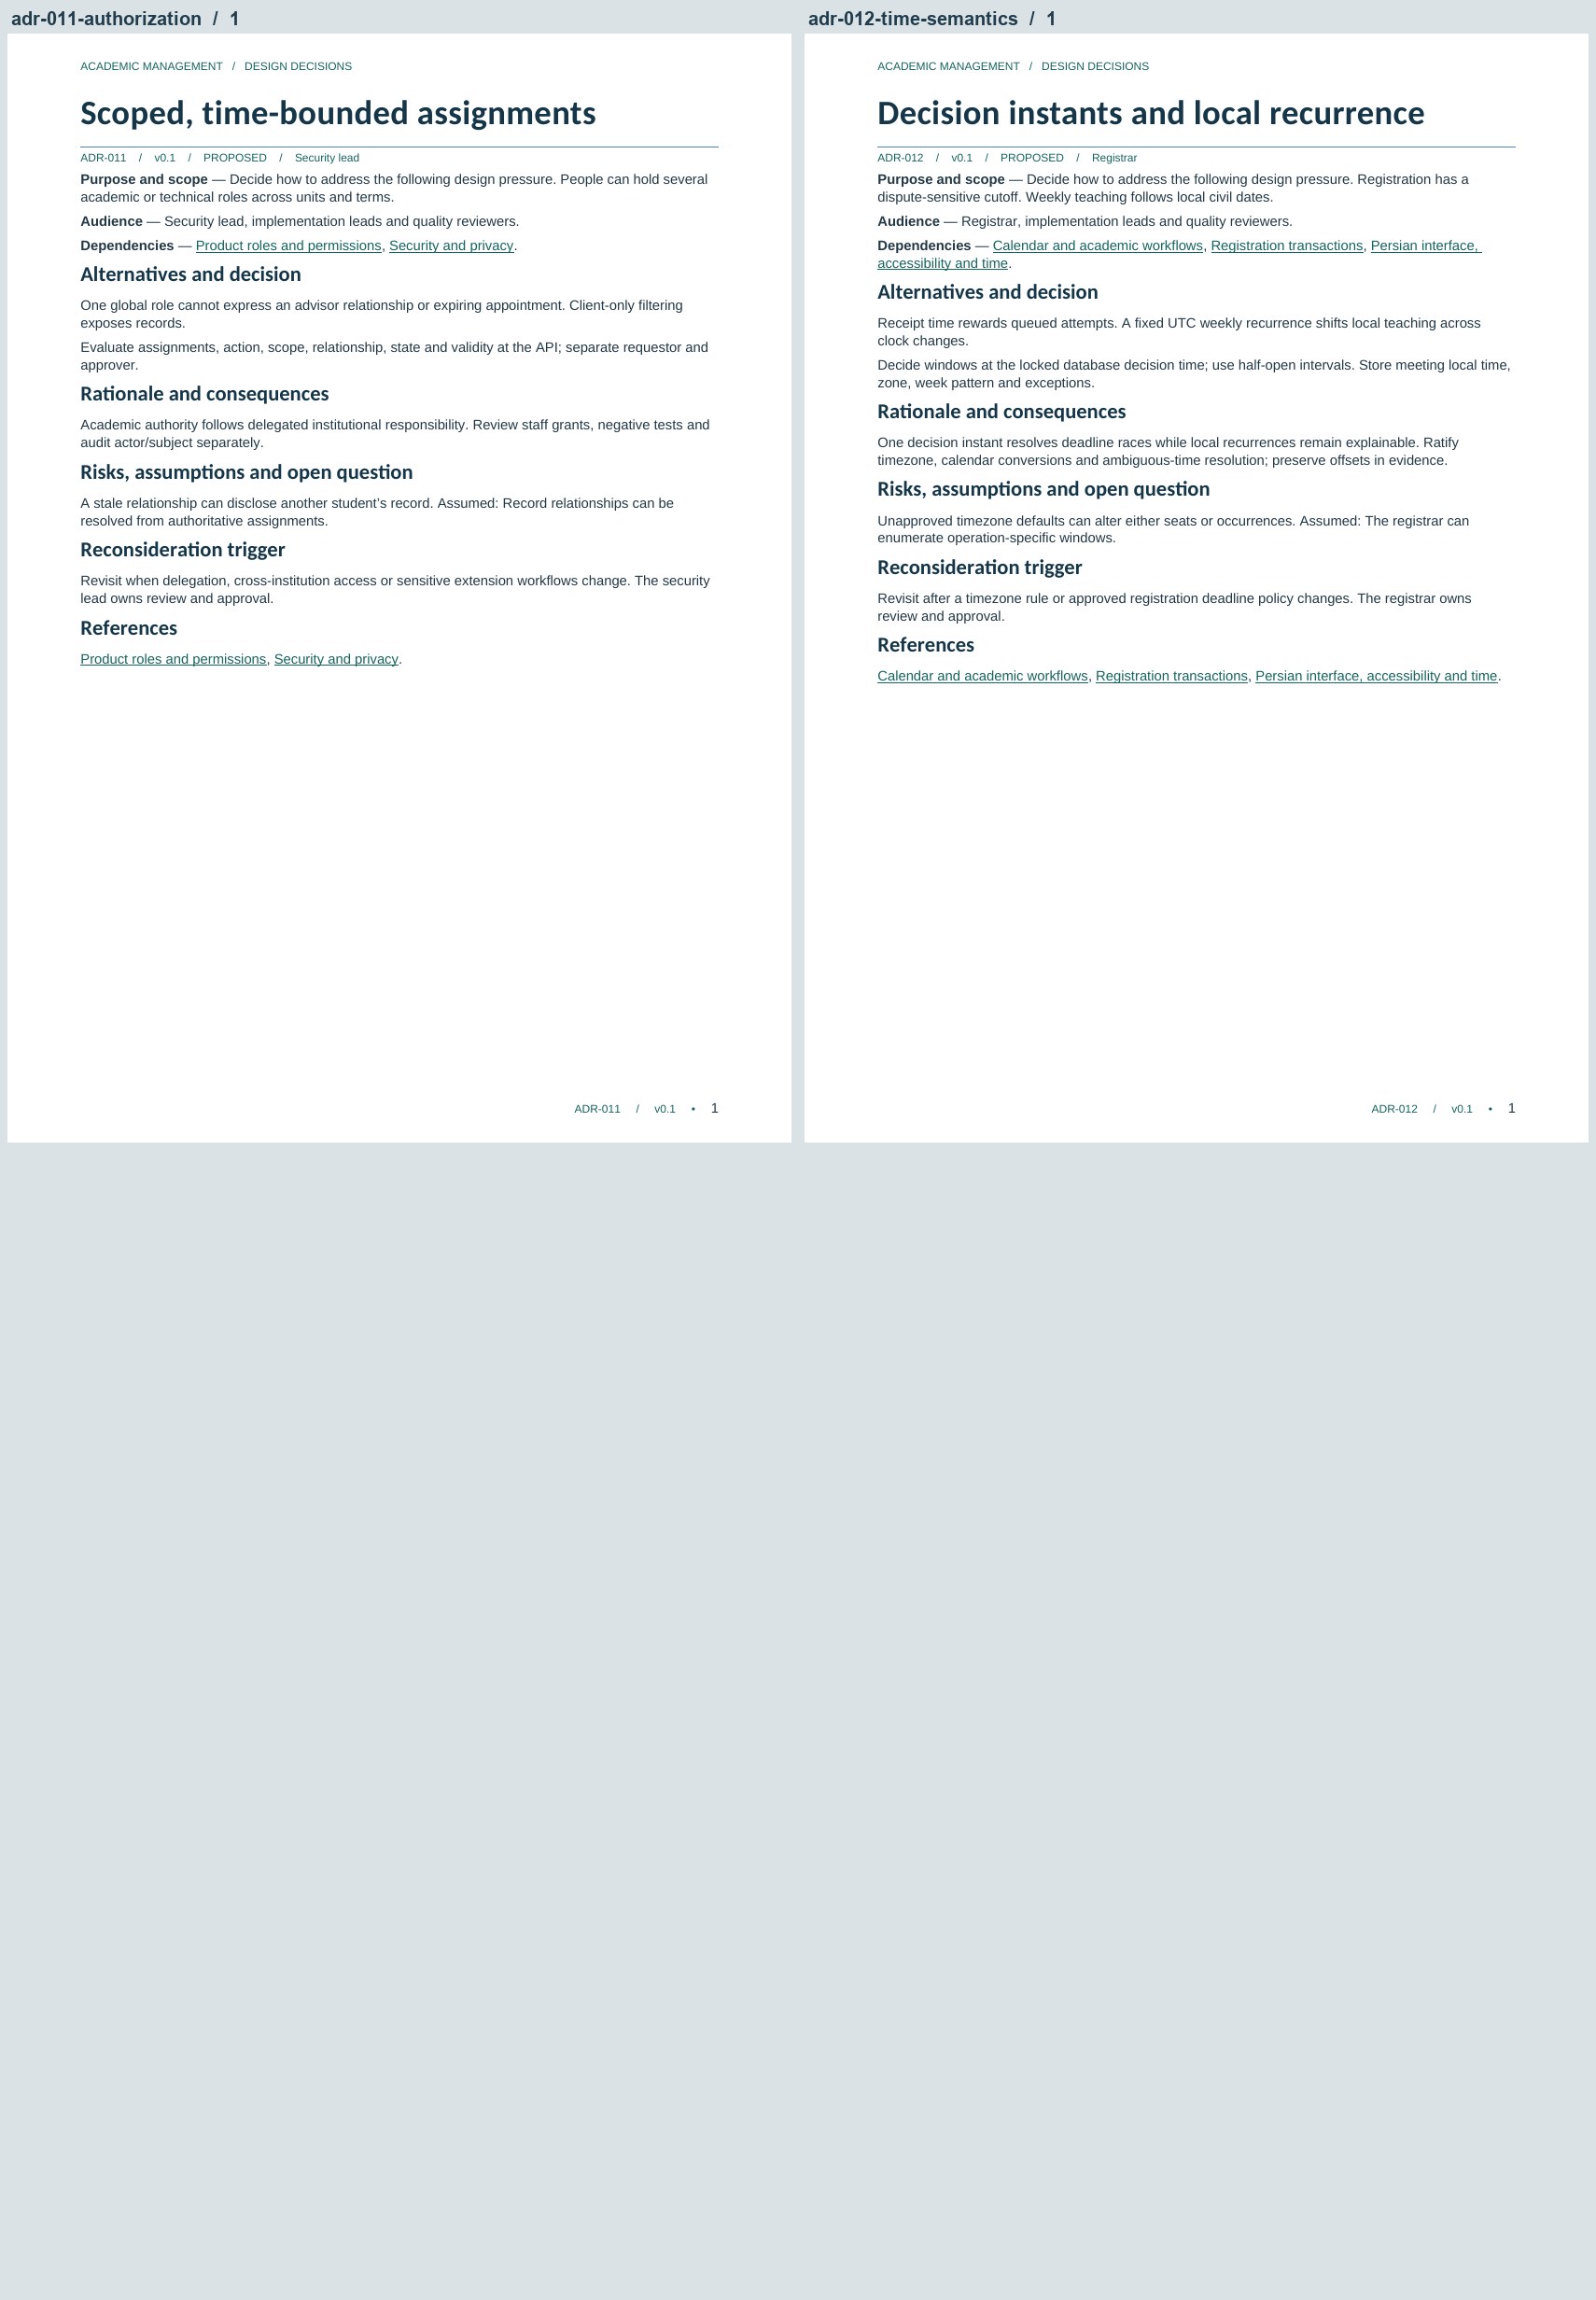 adr-011-authorization / 1
ACADEMIC MANAGEMENT / DESIGN DECISIONS
Scoped, time-bounded assignments
ADR-011 / v0.1 / PROPOSED / Security lead
Purpose and scope — Decide how to address the following design pressure. People can hold several
academic or technical roles across units and terms.
Audience — Security lead, implementation leads and quality reviewers.
Dependencies — Product roles and permissions, Security and privacy.
Alternatives and decision
One global role cannot express an advisor relationship or expiring appointment. Client-only filtering
exposes records.
Evaluate assignments, action, scope, relationship, state and validity at the API; separate requestor and
approver.
Rationale and consequences
Academic authority follows delegated institutional responsibility. Review staff grants, negative tests and
audit actor/subject separately.
Risks, assumptions and open question
A stale relationship can disclose another student’s record. Assumed: Record relationships can be
resolved from authoritative assignments.
Reconsideration trigger
Revisit when delegation, cross-institution access or sensitive extension workflows change. The security
lead owns review and approval.
References
Product roles and permissions, Security and privacy.
ADR-011 / v0.1 • 1
adr-012-time-semantics / 1
ACADEMIC MANAGEMENT / DESIGN DECISIONS
Decision instants and local recurrence
ADR-012 / v0.1 / PROPOSED / Registrar
Purpose and scope — Decide how to address the following design pressure. Registration has a
dispute-sensitive cutoff. Weekly teaching follows local civil dates.
Audience — Registrar, implementation leads and quality reviewers.
Dependencies — Calendar and academic workflows, Registration transactions, Persian interface,
accessibility and time.
Alternatives and decision
Receipt time rewards queued attempts. A fixed UTC weekly recurrence shifts local teaching across
clock changes.
Decide windows at the locked database decision time; use half-open intervals. Store meeting local time,
zone, week pattern and exceptions.
Rationale and consequences
One decision instant resolves deadline races while local recurrences remain explainable. Ratify
timezone, calendar conversions and ambiguous-time resolution; preserve offsets in evidence.
Risks, assumptions and open question
Unapproved timezone defaults can alter either seats or occurrences. Assumed: The registrar can
enumerate operation-specific windows.
Reconsideration trigger
Revisit after a timezone rule or approved registration deadline policy changes. The registrar owns
review and approval.
References
Calendar and academic workflows, Registration transactions, Persian interface, accessibility and time.
ADR-012 / v0.1 • 1